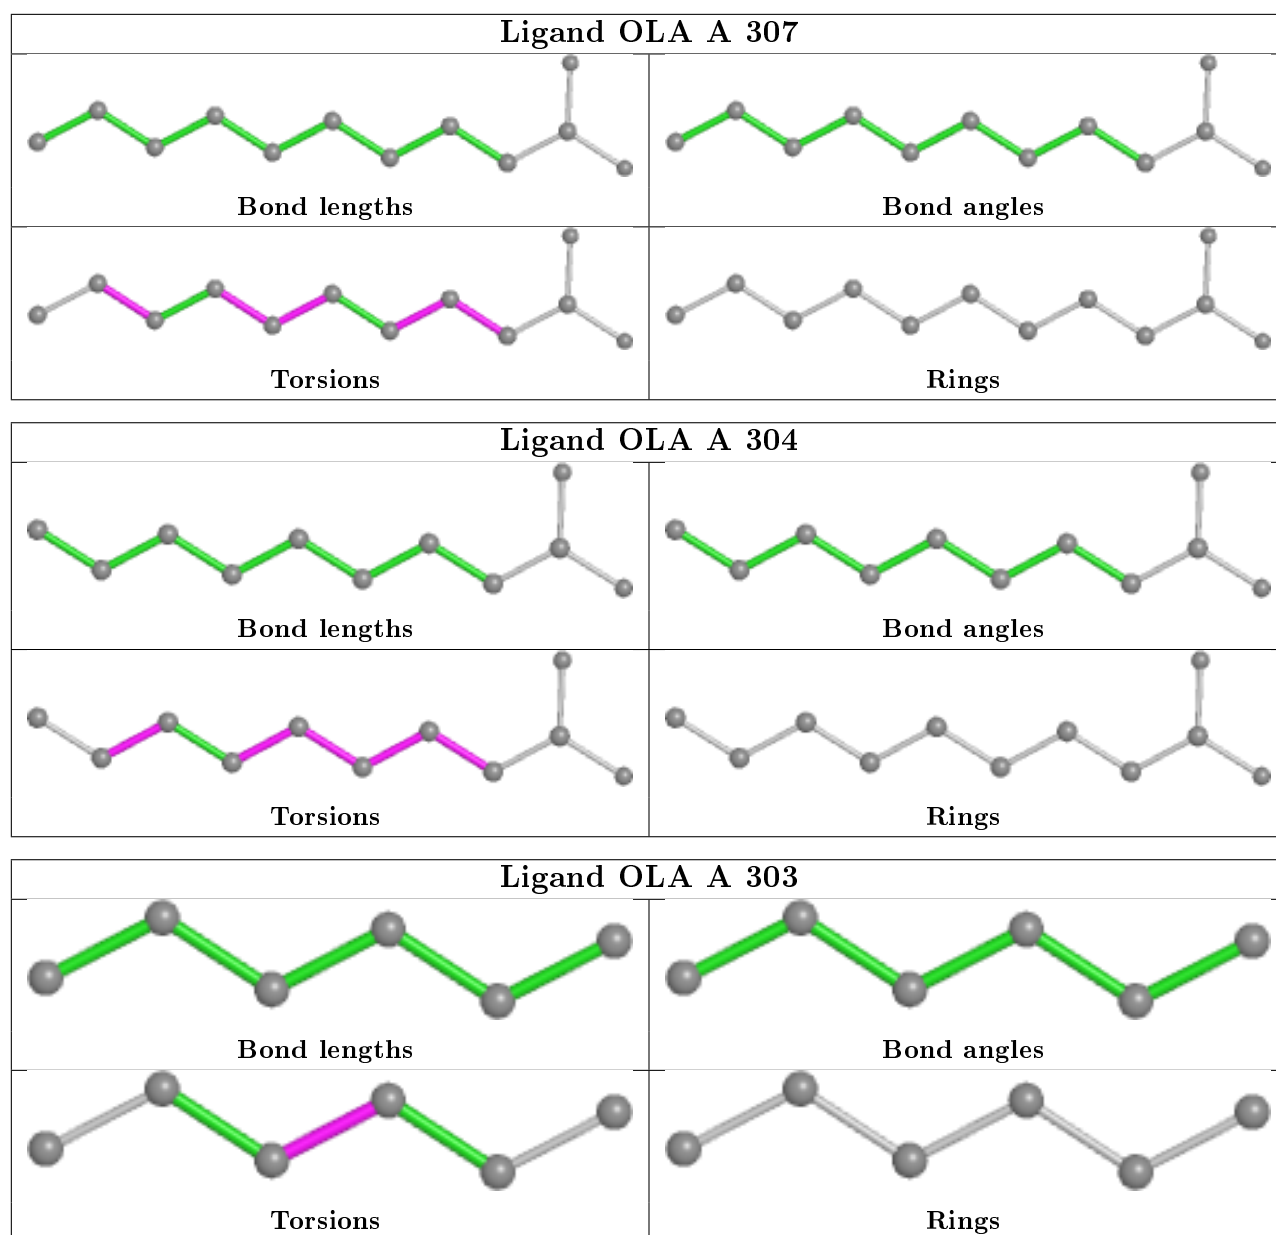 Ligand OLA A 307
Bond lengths
Bond angles
Torsions
Rings
Ligand OLA A 304
Bond lengths
Bond angles
Torsions
Rings
Ligand OLA A 303
Bond lengths
Bond angles
Torsions
Rings